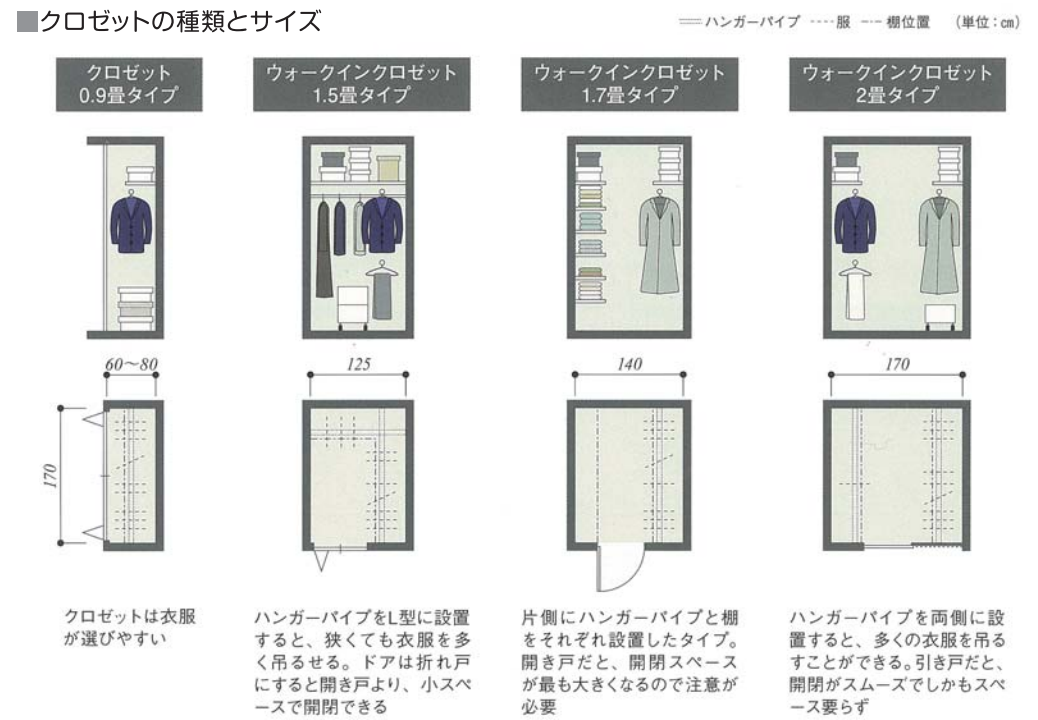 ■クロゼットの種類とサイズ
ハンガーパイプ 服 棚位置 (単位:㎝)
クロゼット
0.9畳タイプ
ウォークインクロゼット
1.5畳タイプ
ウォークインクロゼット
1.7畳タイプ
ウォークインクロゼット
2畳タイプ
60〜80
125
140
170
170
クロゼットは衣服
が選びやすい
ハンガーパイプをL型に設置
すると、狭くても衣服を多
く吊るせる。ドアは折れ戸
にすると開き戸より、小スペ
ースで開閉できる
片側にハンガーパイプと棚
をそれぞれ設置したタイプ。
開き戸だと、開閉スペース
が最も大きくなるので注意が
必要
ハンガーパイプを両側に設
置すると、多くの衣服を吊る
すことができる。引き戸だと、
開閉がスムーズでしかもスペ
ース要らず